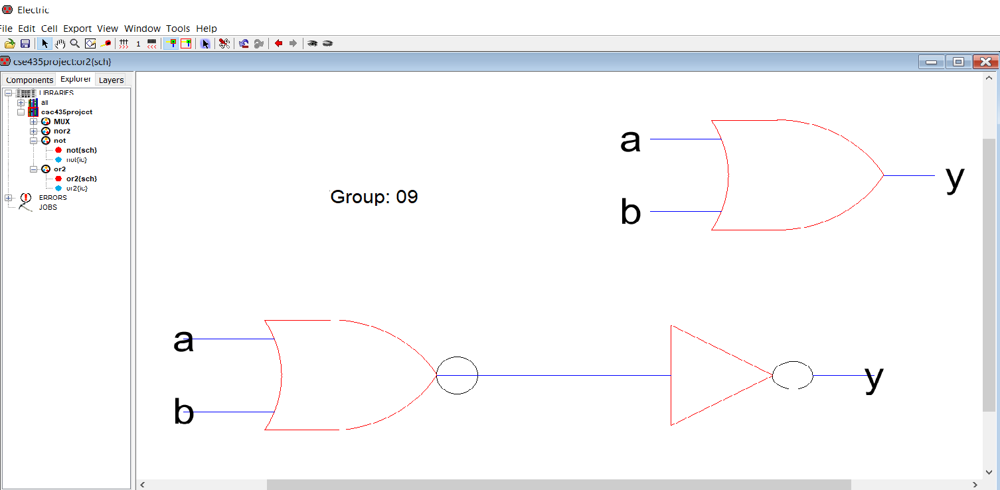 Electric
File Edit Cell Export View Window Tools Help
1
cse435project:or2{sch}
Components Explorer Layers
LIBRARIES
all
cse435project
MUX
nor2
not
not{sch}
not{ic}
or2
or2{sch}
or2{ic}
ERRORS
JOBS
a
b
y
Group: 09
a
b
y